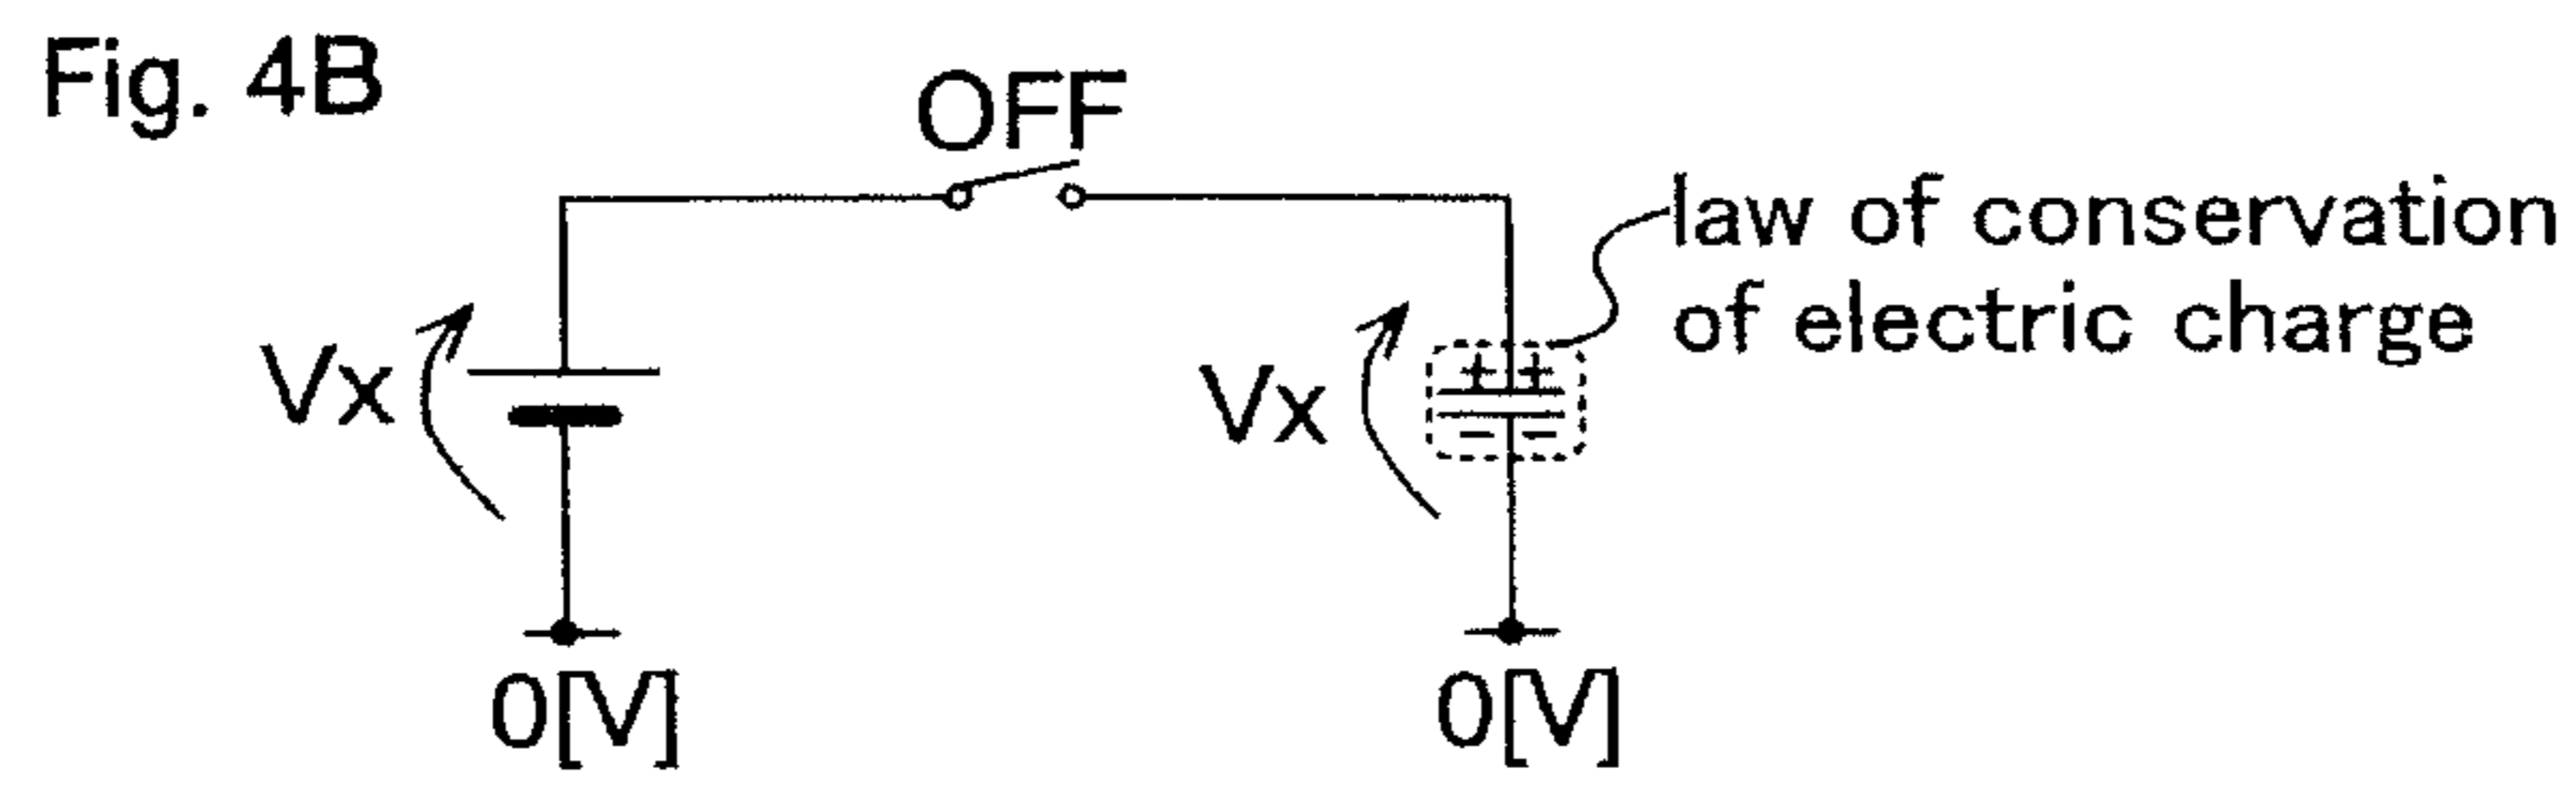 Fig. 4B
OFF
law of conservation
of electric charge
Vx
Vx
+ +
− −
0[V]
0[V]